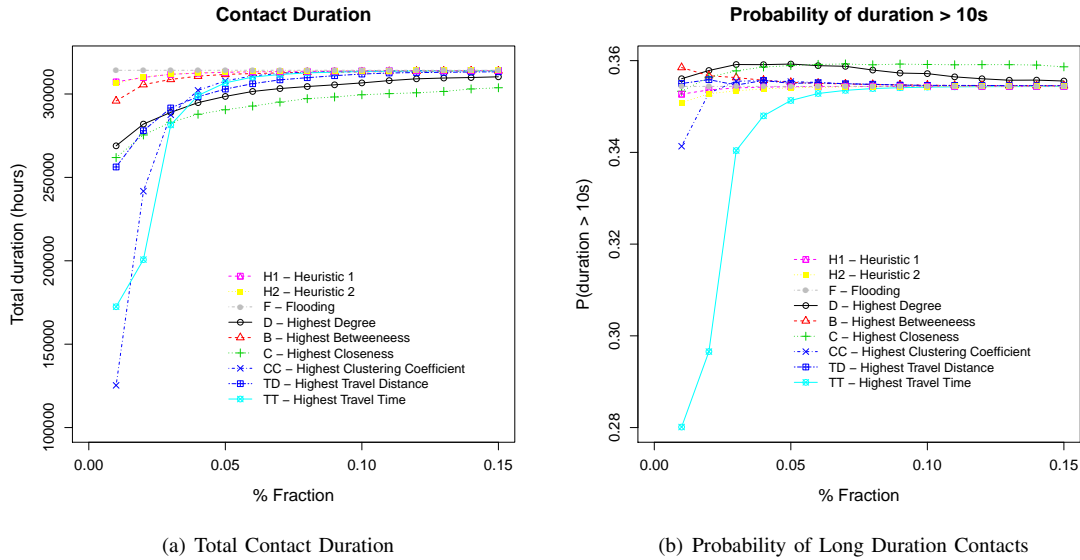 Contact Duration
Total duration (hours)
300000
250000
200000
150000
100000
H1 – Heuristic 1
H2 – Heuristic 2
F – Flooding
D – Highest Degree
B – Highest Betweeneess
C – Highest Closeness
CC – Highest Clustering Coefficient
TD – Highest Travel Distance
TT – Highest Travel Time
0.00 0.05 0.10 0.15
% Fraction
(a) Total Contact Duration
Probability of duration > 10s
P(duration > 10s)
0.36
0.34
0.32
0.30
0.28
H1 – Heuristic 1
H2 – Heuristic 2
F – Flooding
D – Highest Degree
B – Highest Betweeneess
C – Highest Closeness
CC – Highest Clustering Coefficient
TD – Highest Travel Distance
TT – Highest Travel Time
0.00 0.05 0.10 0.15
% Fraction
(b) Probability of Long Duration Contacts